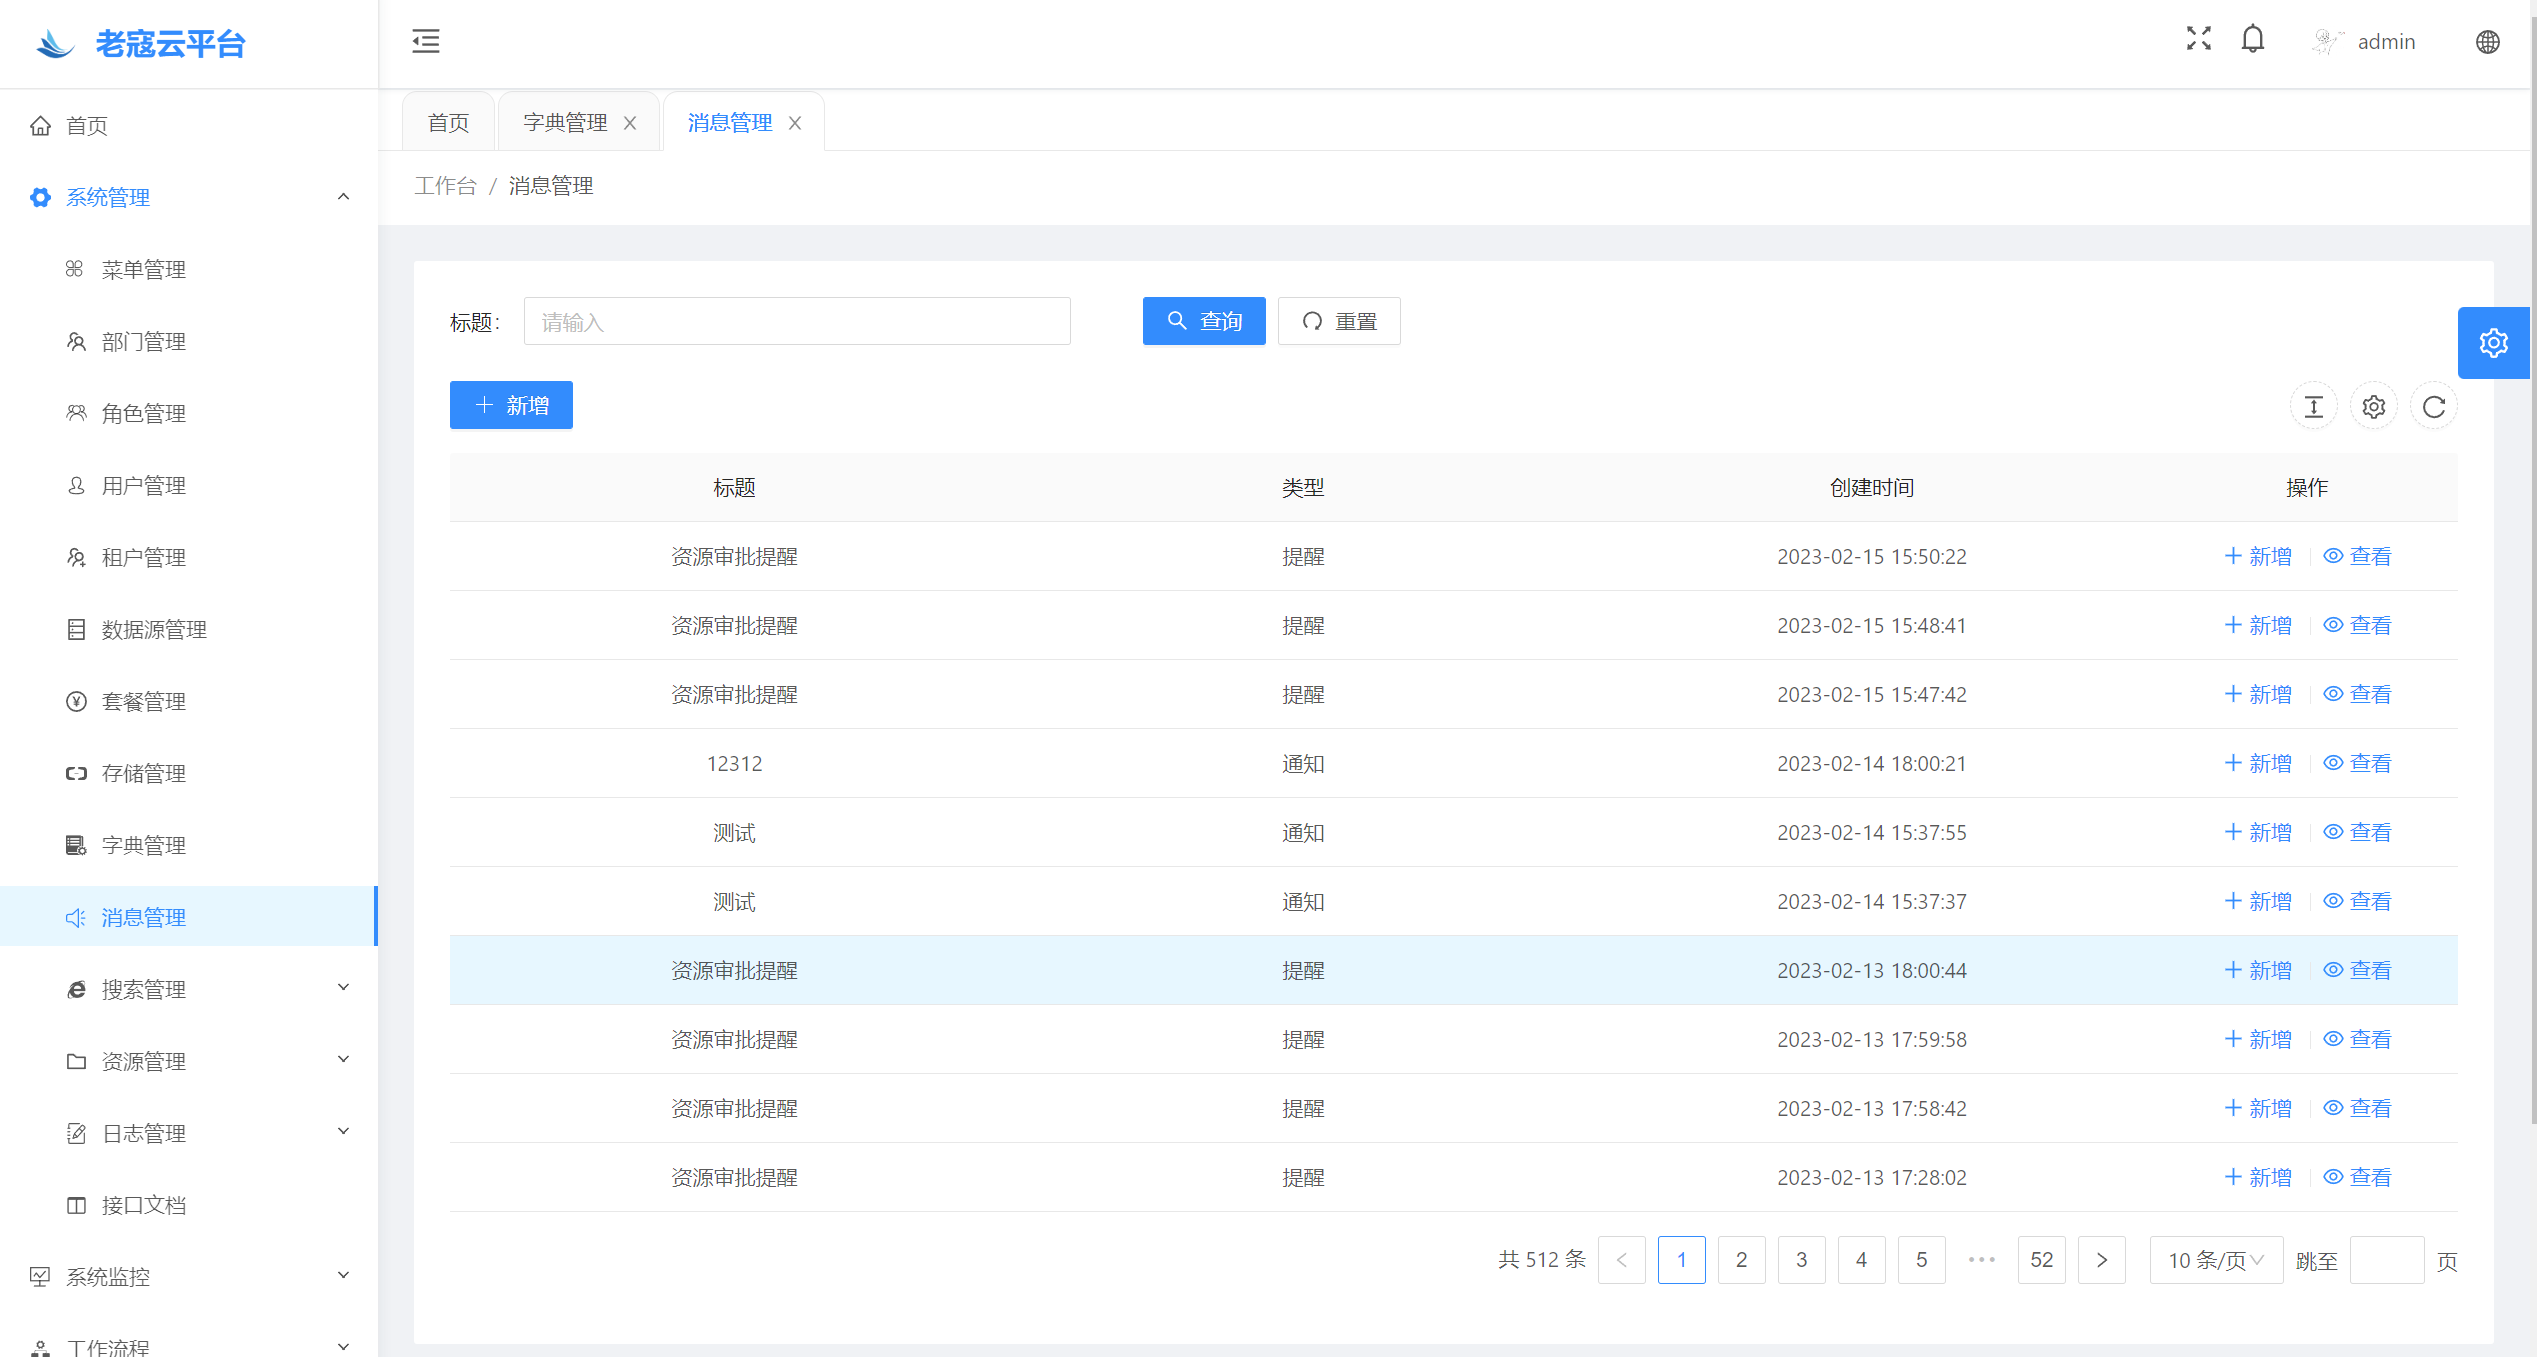 老寇云平台
admin
首页
系统管理
菜单管理
部门管理
角色管理
用户管理
租户管理
数据源管理
套餐管理
存储管理
字典管理
消息管理
搜索管理
资源管理
日志管理
接口文档
系统监控
工作流程
首页 字典管理 消息管理
工作台 / 消息管理
标题: 请输入 查询 重置
新增
标题 类型 创建时间 操作
资源审批提醒 提醒 2023-02-15 15:50:22 新增 查看
资源审批提醒 提醒 2023-02-15 15:48:41 新增 查看
资源审批提醒 提醒 2023-02-15 15:47:42 新增 查看
12312 通知 2023-02-14 18:00:21 新增 查看
测试 通知 2023-02-14 15:37:55 新增 查看
测试 通知 2023-02-14 15:37:37 新增 查看
资源审批提醒 提醒 2023-02-13 18:00:44 新增 查看
资源审批提醒 提醒 2023-02-13 17:59:58 新增 查看
资源审批提醒 提醒 2023-02-13 17:58:42 新增 查看
资源审批提醒 提醒 2023-02-13 17:28:02 新增 查看
共 512 条 < 1 2 3 4 5 ••• 52 > 10 条/页 跳至 页